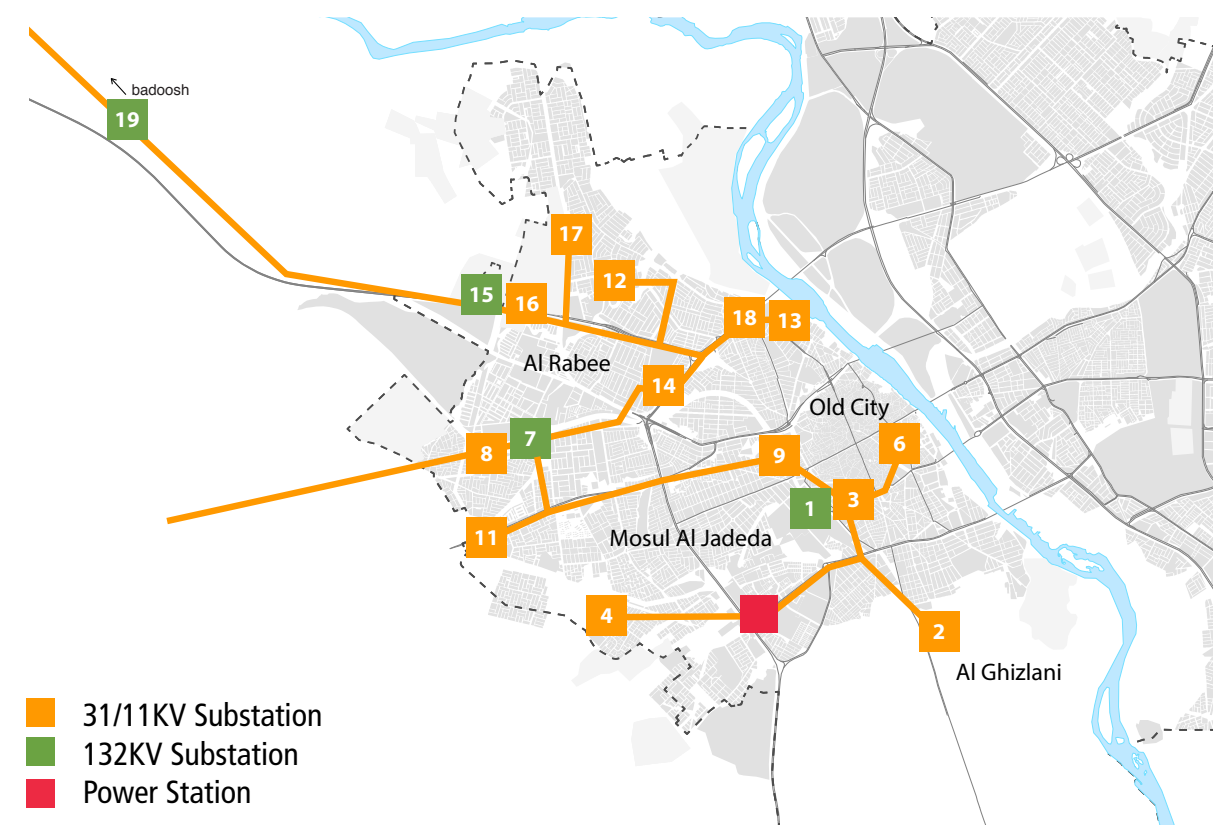 badoosh
19
17
12
15
16
18
13
Al Rabee
14
Old City
7
6
8
9
3
1
11
Mosul Al Jadeda
4
2
Al Ghizlani
31/11KV Substation
132KV Substation
Power Station